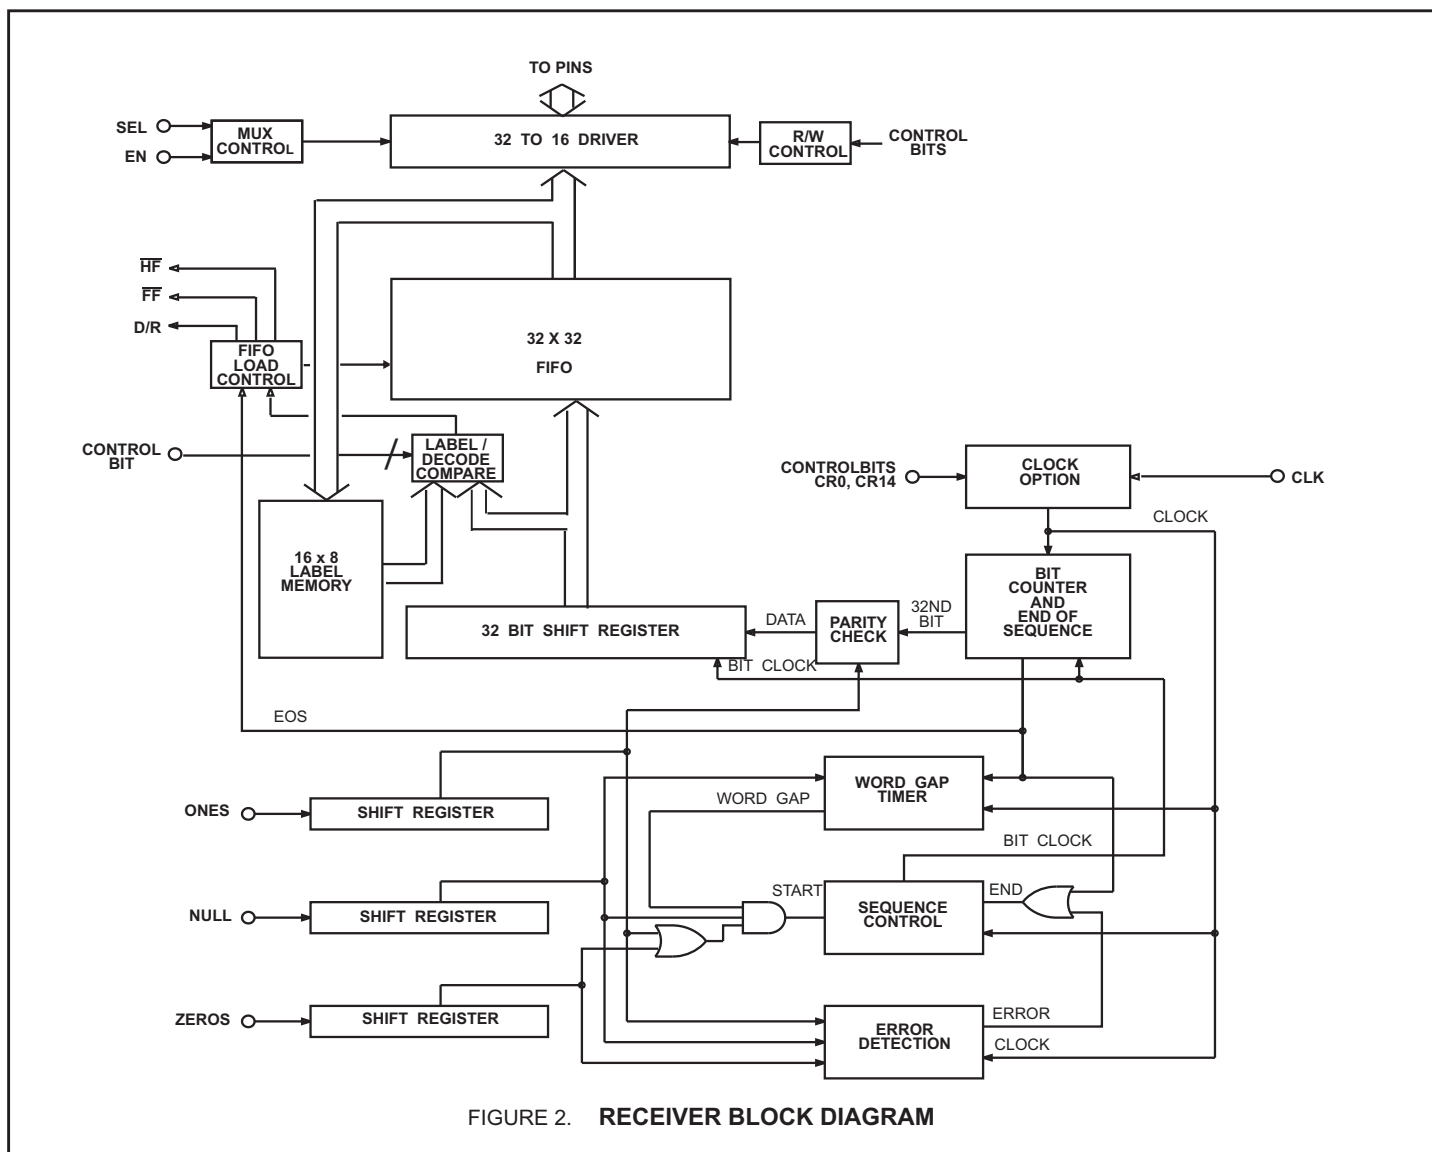 TO PINS
SEL
EN
MUX
CONTROL
32 TO 16 DRIVER
R/W
CONTROL
CONTROL
BITS
HF
FF
D/R
FIFO
LOAD
CONTROL
32 X 32
FIFO
CONTROL
BIT
LABEL /
DECODE
COMPARE
CONTROLBITS
CR0, CR14
CLOCK
OPTION
CLK
CLOCK
16 x 8
LABEL
MEMORY
BIT
COUNTER
AND
END OF
SEQUENCE
32 BIT SHIFT REGISTER
DATA
PARITY
CHECK
32ND
BIT
BIT CLOCK
EOS
ONES
SHIFT REGISTER
WORD GAP
WORD GAP
TIMER
BIT CLOCK
NULL
SHIFT REGISTER
START
SEQUENCE
CONTROL
END
ZEROS
SHIFT REGISTER
ERROR
DETECTION
ERROR
CLOCK
FIGURE 2. RECEIVER BLOCK DIAGRAM